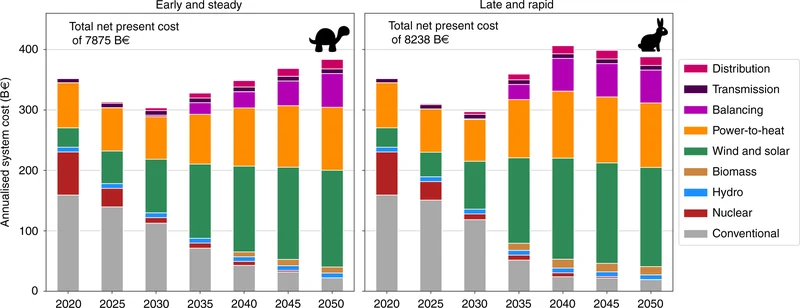 Early and steady
Late and rapid
Total net present cost
of 7875 B€
Total net present cost
of 8238 B€
Annualised system cost (B€)
400
300
200
100
0
2020 2025 2030 2035 2040 2045 2050
2020 2025 2030 2035 2040 2045 2050
Distribution
Transmission
Balancing
Power-to-heat
Wind and solar
Biomass
Hydro
Nuclear
Conventional